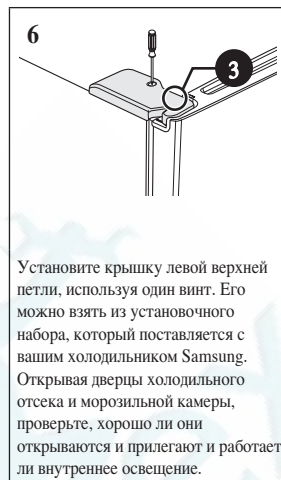 6
3
Установите крышку левой верхней
петли, используя один винт. Его
можно взять из установочного
набора, который поставляется с
вашим холодильником Samsung.
Открывая дверцы холодильного
отсека и морозильной камеры,
проверьте, хорошо ли они
открываются и прилегают и работает
ли внутреннее освещение.